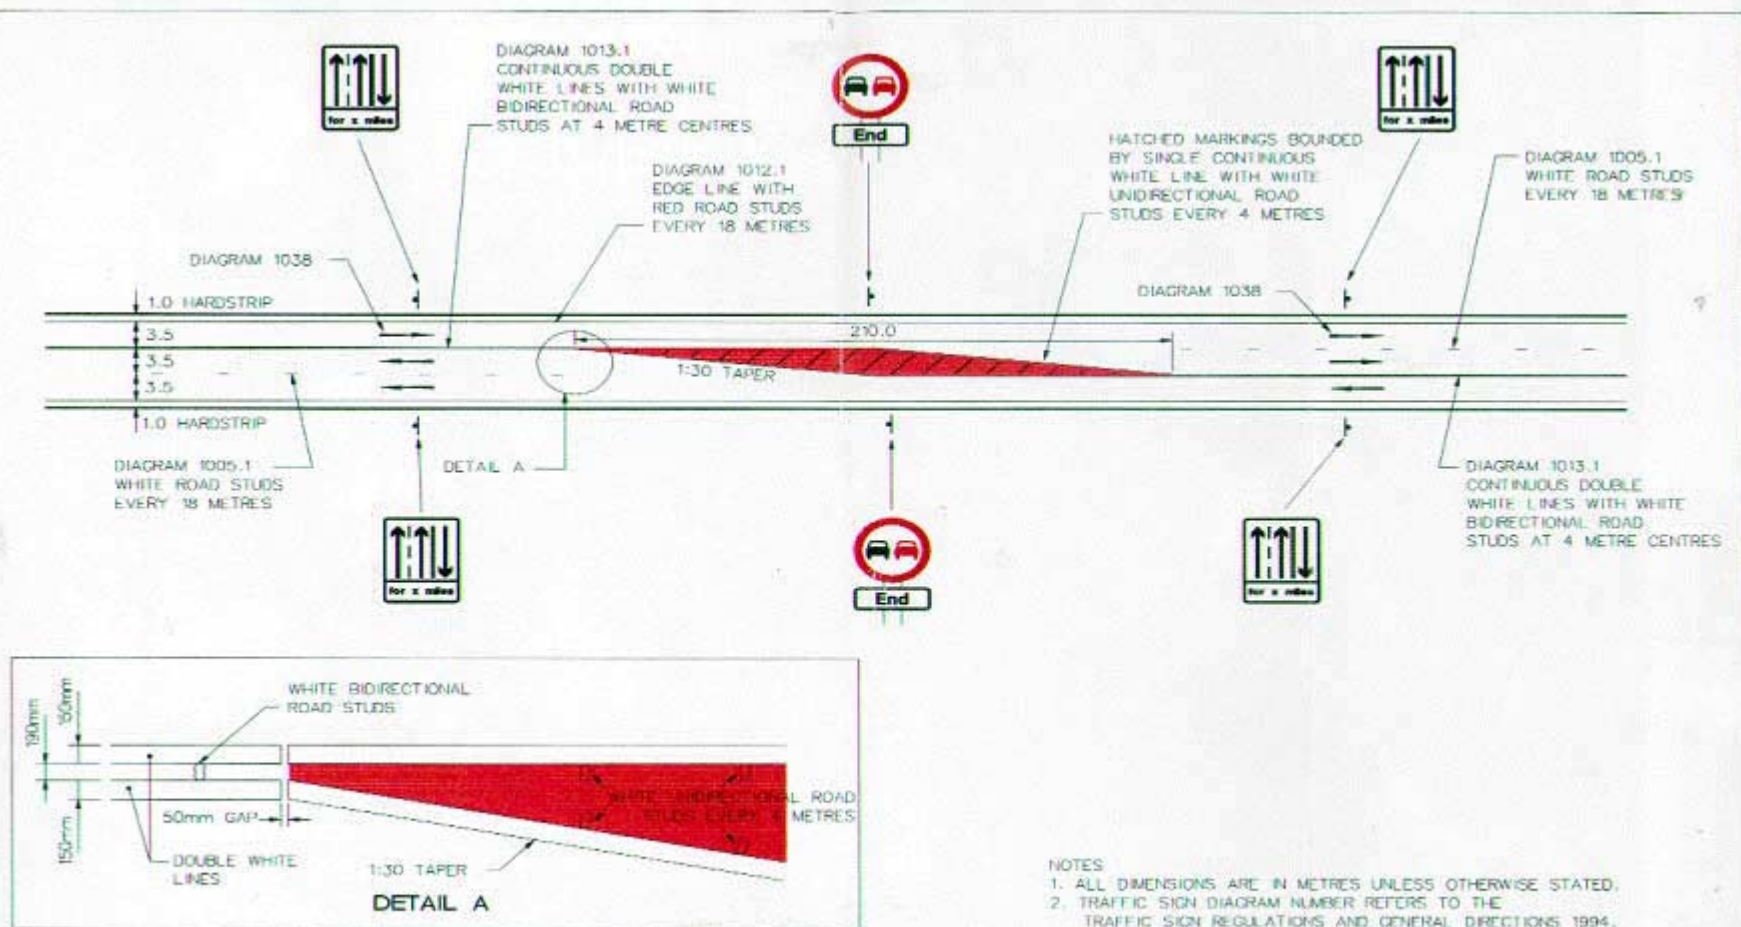 for x miles
DIAGRAM 1013.1
CONTINUOUS DOUBLE
WHITE LINES WITH WHITE
BIDIRECTIONAL ROAD
STUDS AT 4 METRE CENTRES
End
for x miles
DIAGRAM 1012.1
EDGE LINE WITH
RED ROAD STUDS
EVERY 18 METRES
HATCHED MARKINGS BOUNDED
BY SINGLE CONTINUOUS
WHITE LINE WITH WHITE
UNIDIRECTIONAL ROAD
STUDS EVERY 4 METRES
DIAGRAM 1005.1
WHITE ROAD STUDS
EVERY 18 METRES
DIAGRAM 1038
DIAGRAM 1038
1.0 HARDSTRIP
3.5
3.5
3.5
1.0 HARDSTRIP
210.0
1:30 TAPER
DIAGRAM 1005.1
WHITE ROAD STUDS
EVERY 18 METRES
DETAIL A
DIAGRAM 1013.1
CONTINUOUS DOUBLE
WHITE LINES WITH WHITE
BIDIRECTIONAL ROAD
STUDS AT 4 METRE CENTRES
for x miles
End
for x miles
WHITE BIDIRECTIONAL
ROAD STUDS
190mm
150mm
150mm
50mm GAP
DOUBLE WHITE
LINES
1:30 TAPER
WHITE UNIDIRECTIONAL ROAD
STUDS EVERY 4 METRES
DETAIL A
NOTES
1. ALL DIMENSIONS ARE IN METRES UNLESS OTHERWISE STATED.
2. TRAFFIC SIGN DIAGRAM NUMBER REFERS TO THE
TRAFFIC SIGN REGULATIONS AND GENERAL DIRECTIONS 1994.